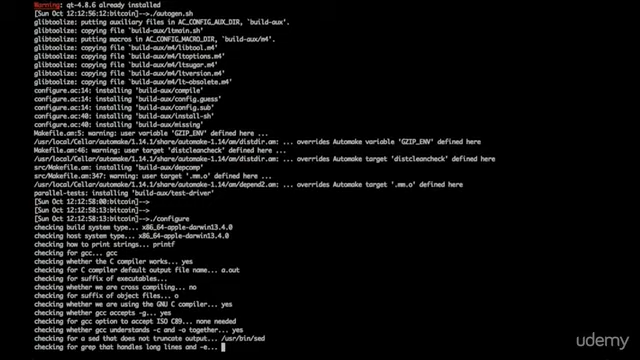 Warning: qt-4.8.6 already installed
[Sun Oct 12,12:56:12:bitcoin]-->./autogen.sh
glibtoolize: putting auxiliary files in AC_CONFIG_AUX_DIR, `build-aux'.
glibtoolize: copying file `build-aux/ltmain.sh'
glibtoolize: putting macros in AC_CONFIG_MACRO_DIR, `build-aux/m4'.
glibtoolize: copying file `build-aux/m4/libtool.m4'
glibtoolize: copying file `build-aux/m4/ltoptions.m4'
glibtoolize: copying file `build-aux/m4/ltsugar.m4'
glibtoolize: copying file `build-aux/m4/ltversion.m4'
glibtoolize: copying file `build-aux/m4/lt~obsolete.m4'
configure.ac:14: installing 'build-aux/compile'
configure.ac:14: installing 'build-aux/config.guess'
configure.ac:14: installing 'build-aux/config.sub'
configure.ac:40: installing 'build-aux/install-sh'
configure.ac:40: installing 'build-aux/missing'
Makefile.am:5: warning: user variable 'GZIP_ENV' defined here ...
/usr/local/Cellar/automake/1.14.1/share/automake-1.14/am/distdir.am: ... overrides Automake variable 'GZIP_ENV' defined here
Makefile.am:46: warning: user target 'distcleancheck' defined here ...
/usr/local/Cellar/automake/1.14.1/share/automake-1.14/am/distdir.am: ... overrides Automake target 'distcleancheck' defined here
src/Makefile.am: installing 'build-aux/depcomp'
src/Makefile.am:347: warning: user target '.mm.o' defined here ...
/usr/local/Cellar/automake/1.14.1/share/automake-1.14/am/depend2.am: ... overrides Automake target '.mm.o' defined here
parallel-tests: installing 'build-aux/test-driver'
[Sun Oct 12,12:58:00:bitcoin]-->
[Sun Oct 12,12:58:13:bitcoin]-->
[Sun Oct 12,12:58:13:bitcoin]-->./configure
checking build system type... x86_64-apple-darwin13.4.0
checking host system type... x86_64-apple-darwin13.4.0
checking how to print strings... printf
checking for gcc... gcc
checking whether the C compiler works... yes
checking for C compiler default output file name... a.out
checking for suffix of executables...
checking whether we are cross compiling... no
checking for suffix of object files... o
checking whether we are using the GNU C compiler... yes
checking whether gcc accepts -g... yes
checking for gcc option to accept ISO C89... none needed
checking whether gcc understands -c and -o together... yes
checking for a sed that does not truncate output... /usr/bin/sed
checking for grep that handles long lines and -e...
udemy